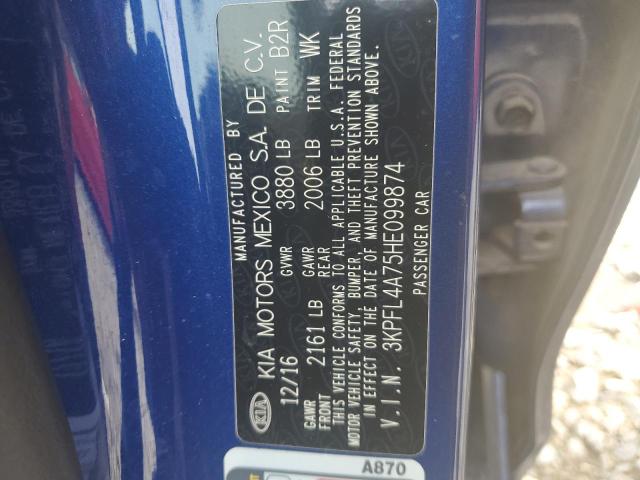 MANUFACTURED BY
KIA KIA MOTORS MEXICO S.A. DE C.V.
12/16 GVWR 3880 LB PAINT B2R
GAWR FRONT 2161 LB GAWR REAR 2006 LB TRIM WK
THIS VEHICLE CONFORMS TO ALL APPLICABLE U.S.A. FEDERAL
MOTOR VEHICLE SAFETY, BUMPER, AND THEFT PREVENTION STANDARDS
IN EFFECT ON THE DATE OF MANUFACTURE SHOWN ABOVE.
V.I.N. 3KPFL4A75HE099874
PASSENGER CAR
A870